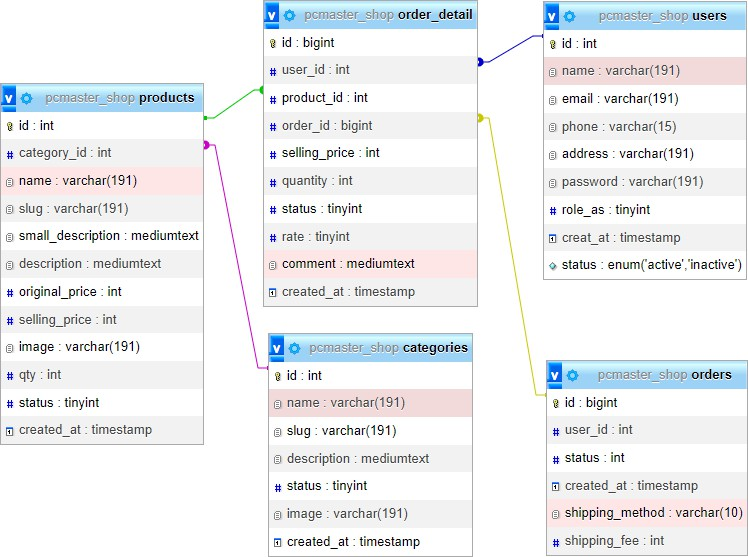 pcmaster_shop order_detail
id : bigint
user_id : int
product_id : int
order_id : bigint
selling_price : int
quantity : int
status : tinyint
rate : tinyint
comment : mediumtext
created_at : timestamp
pcmaster_shop users
id : int
name : varchar(191)
email : varchar(191)
phone : varchar(15)
address : varchar(191)
password : varchar(191)
role_as : tinyint
creat_at : timestamp
status : enum('active','inactive')
pcmaster_shop products
id : int
category_id : int
name : varchar(191)
slug : varchar(191)
small_description : mediumtext
description : mediumtext
original_price : int
selling_price : int
image : varchar(191)
qty : int
status : tinyint
created_at : timestamp
pcmaster_shop categories
id : int
name : varchar(191)
slug : varchar(191)
description : mediumtext
status : tinyint
image : varchar(191)
created_at : timestamp
pcmaster_shop orders
id : bigint
user_id : int
status : int
created_at : timestamp
shipping_method : varchar(10)
shipping_fee : int